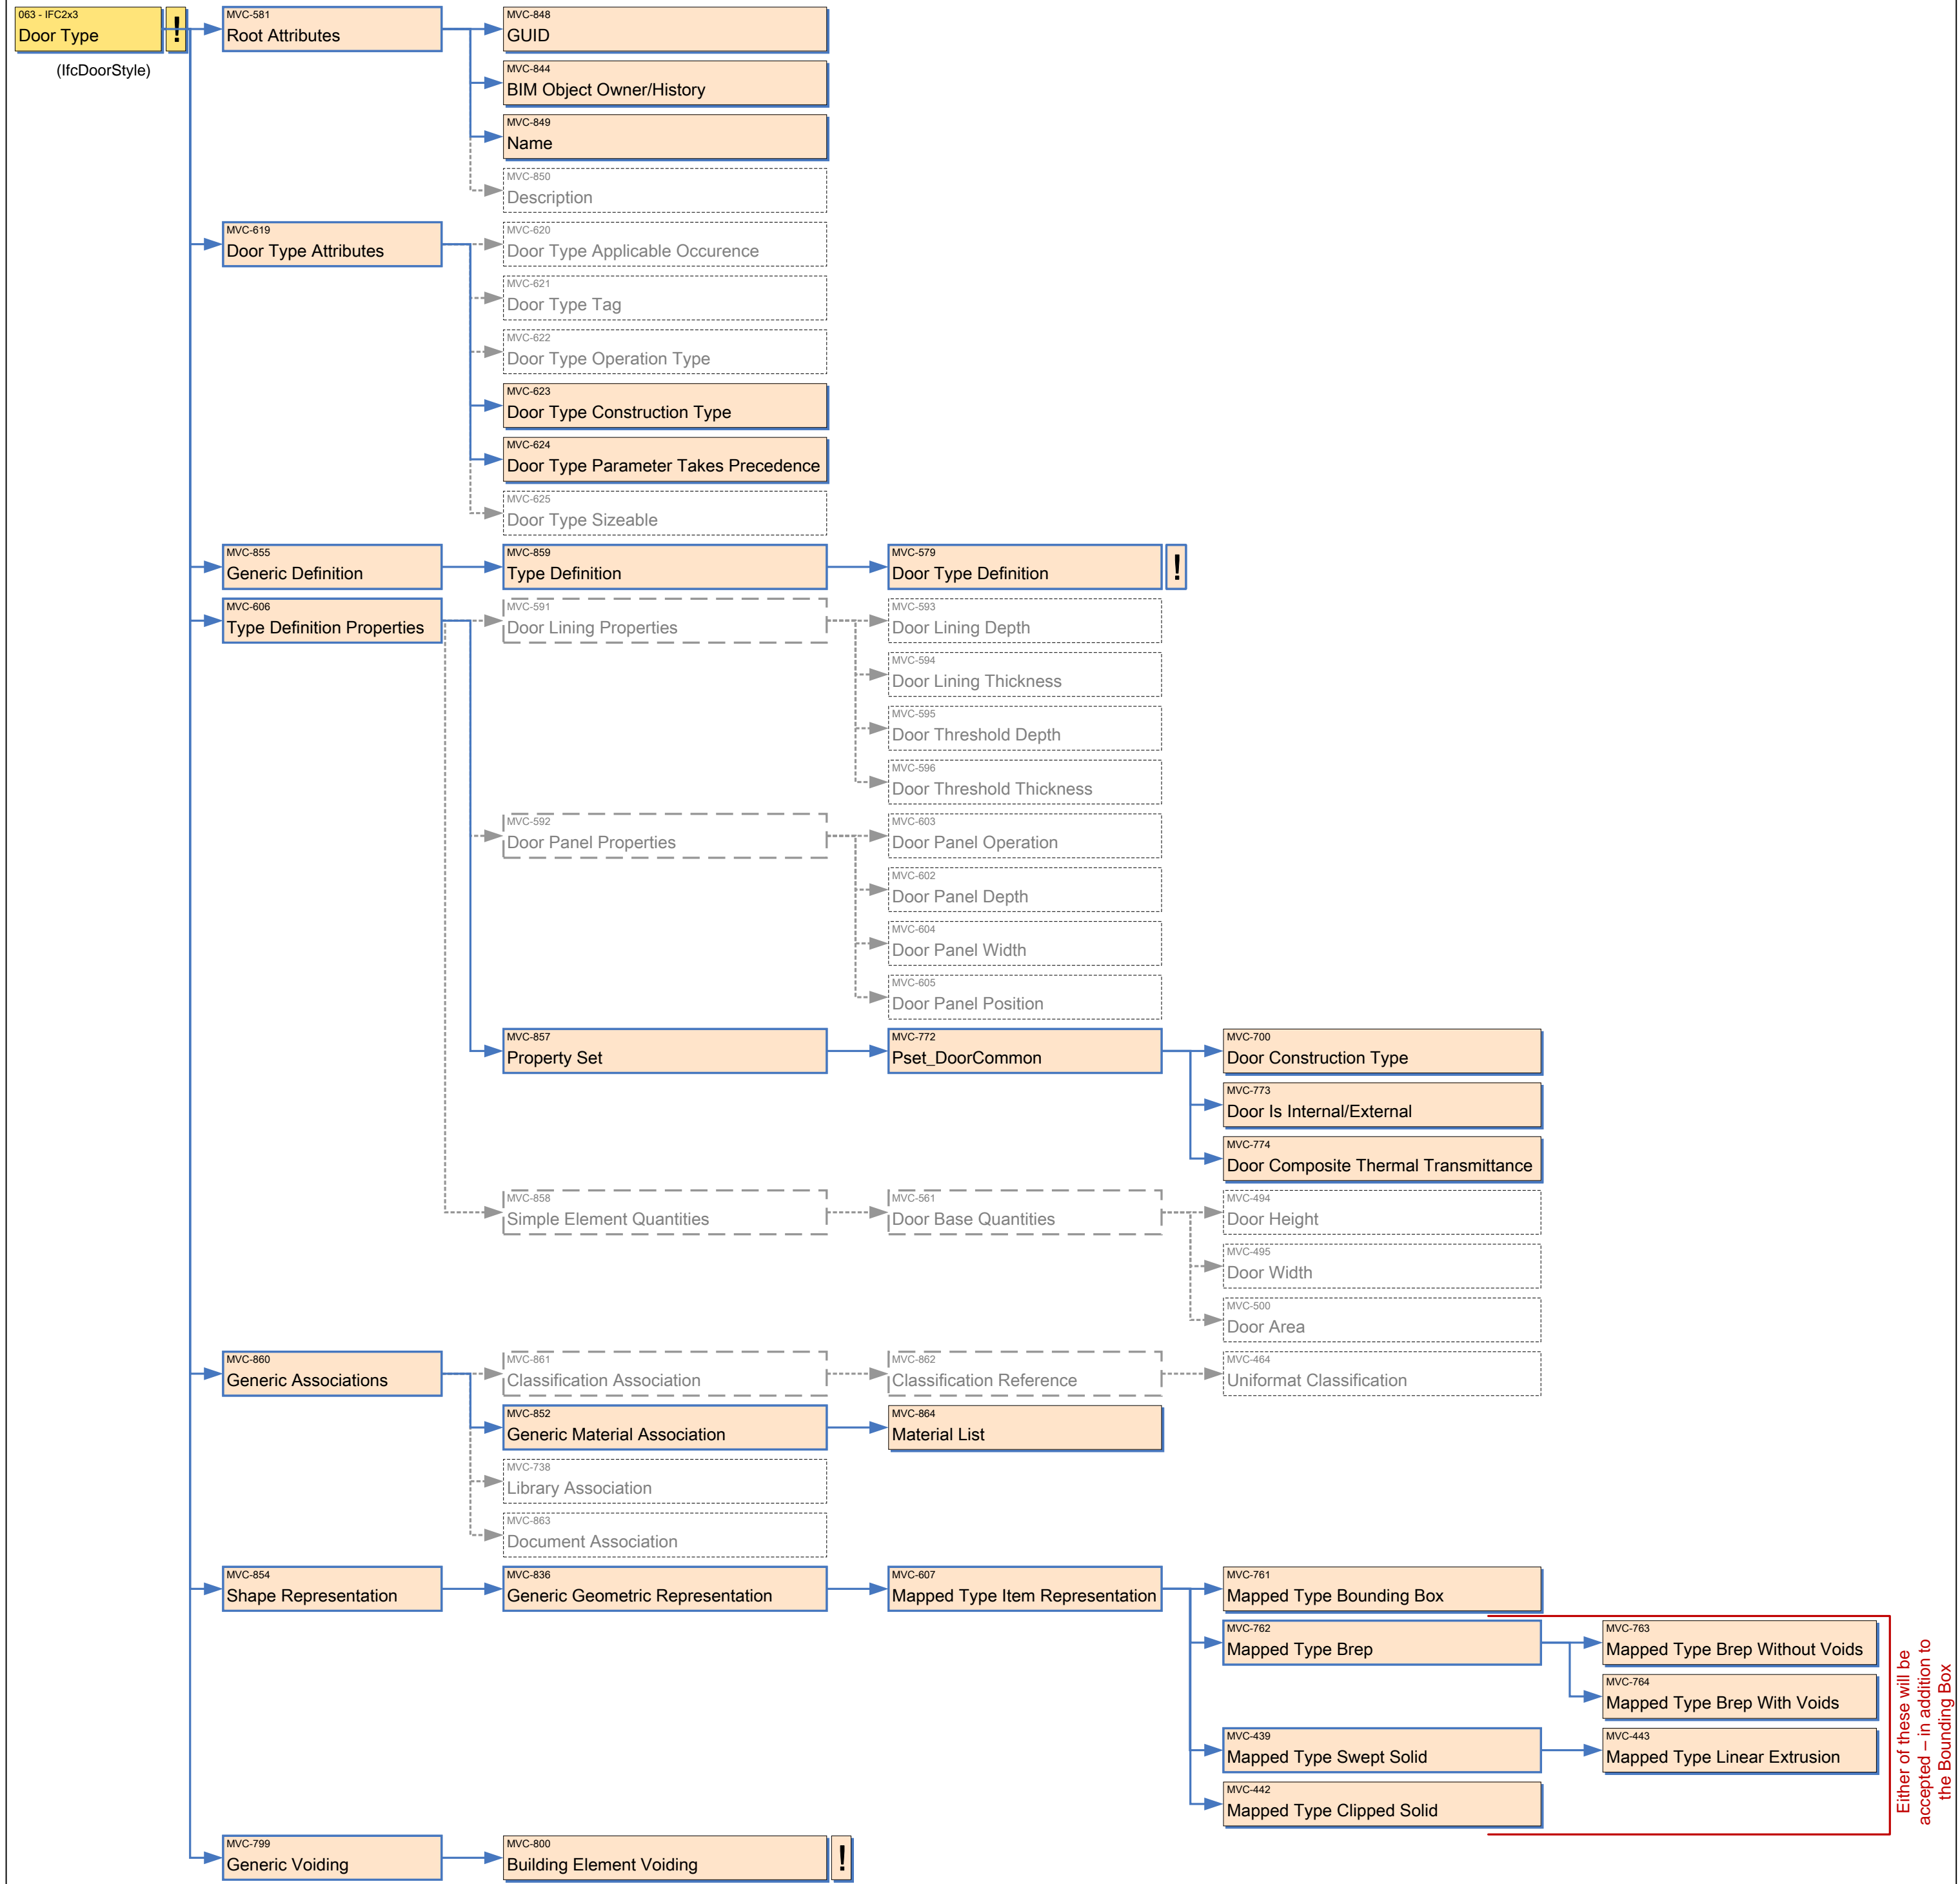 063 - IFC2x3
Door Type
!
(IfcDoorStyle)
MVC-581
Root Attributes
MVC-848
GUID
MVC-844
BIM Object Owner/History
MVC-849
Name
MVC-850
Description
MVC-619
Door Type Attributes
MVC-620
Door Type Applicable Occurence
MVC-621
Door Type Tag
MVC-622
Door Type Operation Type
MVC-623
Door Type Construction Type
MVC-624
Door Type Parameter Takes Precedence
MVC-625
Door Type Sizeable
MVC-855
Generic Definition
MVC-859
Type Definition
MVC-579
Door Type Definition
!
MVC-606
Type Definition Properties
MVC-591
Door Lining Properties
MVC-593
Door Lining Depth
MVC-594
Door Lining Thickness
MVC-595
Door Threshold Depth
MVC-596
Door Threshold Thickness
MVC-592
Door Panel Properties
MVC-603
Door Panel Operation
MVC-602
Door Panel Depth
MVC-604
Door Panel Width
MVC-605
Door Panel Position
MVC-857
Property Set
MVC-772
Pset_DoorCommon
MVC-700
Door Construction Type
MVC-773
Door Is Internal/External
MVC-774
Door Composite Thermal Transmittance
MVC-858
Simple Element Quantities
MVC-561
Door Base Quantities
MVC-494
Door Height
MVC-495
Door Width
MVC-500
Door Area
MVC-860
Generic Associations
MVC-861
Classification Association
MVC-862
Classification Reference
MVC-464
Uniformat Classification
MVC-852
Generic Material Association
MVC-864
Material List
MVC-738
Library Association
MVC-863
Document Association
MVC-854
Shape Representation
MVC-836
Generic Geometric Representation
MVC-607
Mapped Type Item Representation
MVC-761
Mapped Type Bounding Box
MVC-762
Mapped Type Brep
MVC-763
Mapped Type Brep Without Voids
MVC-764
Mapped Type Brep With Voids
MVC-439
Mapped Type Swept Solid
MVC-443
Mapped Type Linear Extrusion
MVC-442
Mapped Type Clipped Solid
Either of these will be
accepted – in addition to
the Bounding Box
MVC-799
Generic Voiding
MVC-800
Building Element Voiding
!